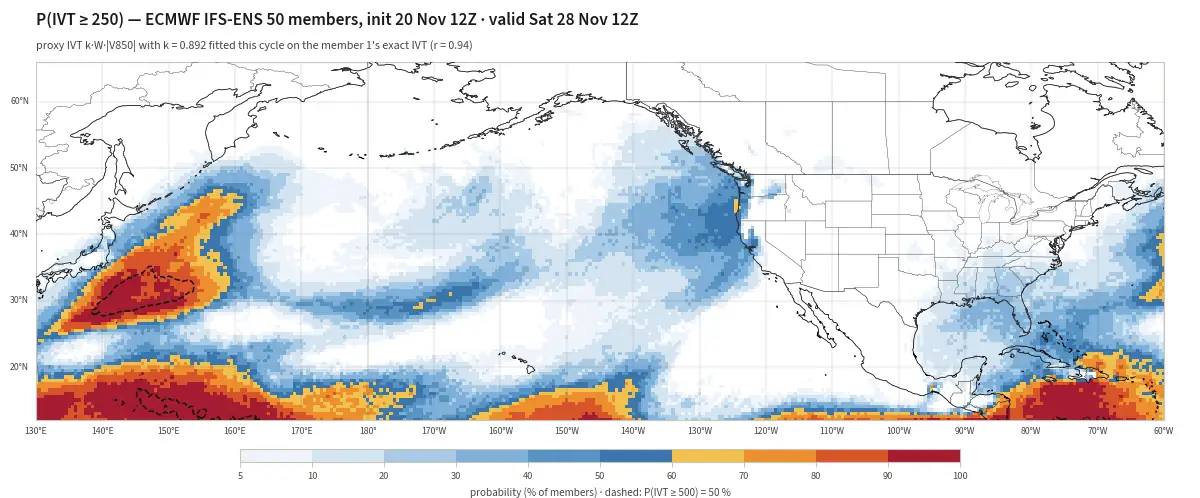 P(IVT ≥ 250) — ECMWF IFS-ENS 50 members, init 20 Nov 12Z · valid Sat 28 Nov 12Z
proxy IVT k·W·|V850| with k = 0.892 fitted this cycle on the member 1's exact IVT (r = 0.94)
60°N
50°N
40°N
30°N
20°N
130°E 140°E 150°E 160°E 170°E 180° 170°W 160°W 150°W 140°W 130°W 120°W 110°W 100°W 90°W 80°W 70°W 60°W
5 10 20 30 40 50 60 70 80 90 100
probability (% of members) · dashed: P(IVT ≥ 500) = 50 %